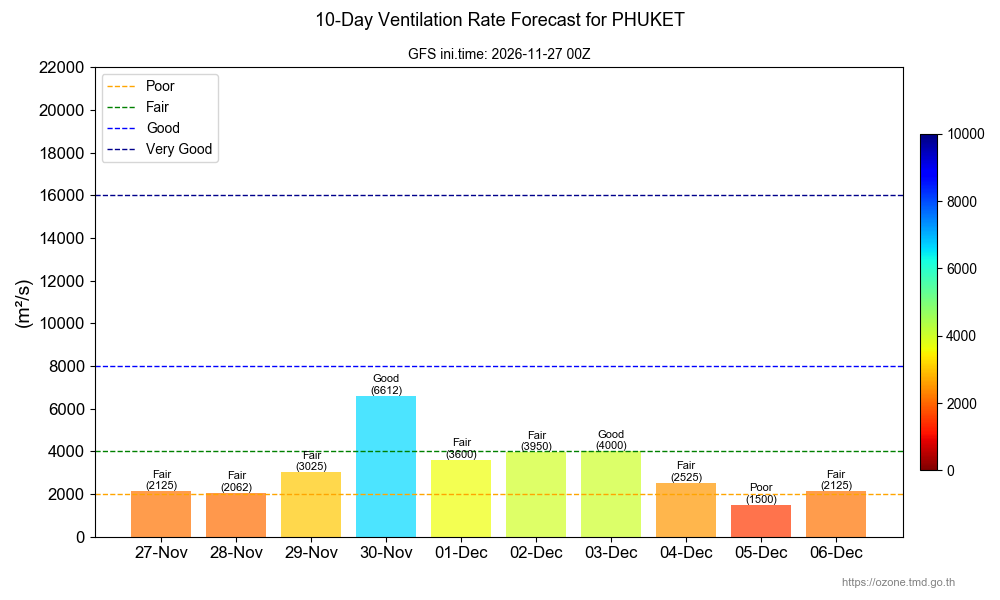 10-Day Ventilation Rate Forecast for PHUKET
GFS ini.time: 2026-11-27 00Z
22000
20000
18000
16000
14000
12000
10000
8000
6000
4000
2000
0
(m²/s)
Poor
Fair
Good
Very Good
Fair
(2125)
Fair
(2062)
Fair
(3025)
Good
(6612)
Fair
(3600)
Fair
(3950)
Good
(4000)
Fair
(2525)
Poor
(1500)
Fair
(2125)
27-Nov
28-Nov
29-Nov
30-Nov
01-Dec
02-Dec
03-Dec
04-Dec
05-Dec
06-Dec
10000
8000
6000
4000
2000
0
https://ozone.tmd.go.th